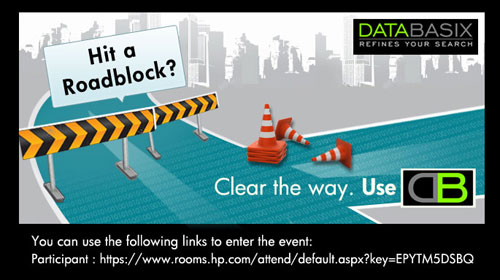 DATABASIX
REFINES YOUR SEARCH
Hit a
Roadblock?
Clear the way. Use DB
You can use the following links to enter the event:
Participant : https://www.rooms.hp.com/attend/default.aspx?key=EPYTM5DSBQ